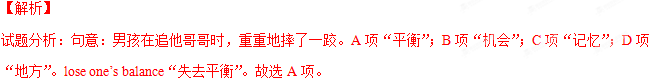 【解析】
试题分析：句意：男孩在追他哥哥时，重重地摔了一跤。A 项“平衡”；B 项“机会”；C 项“记忆”；D 项
“地方”。lose one’s balance “失去平衡”。故选 A 项。